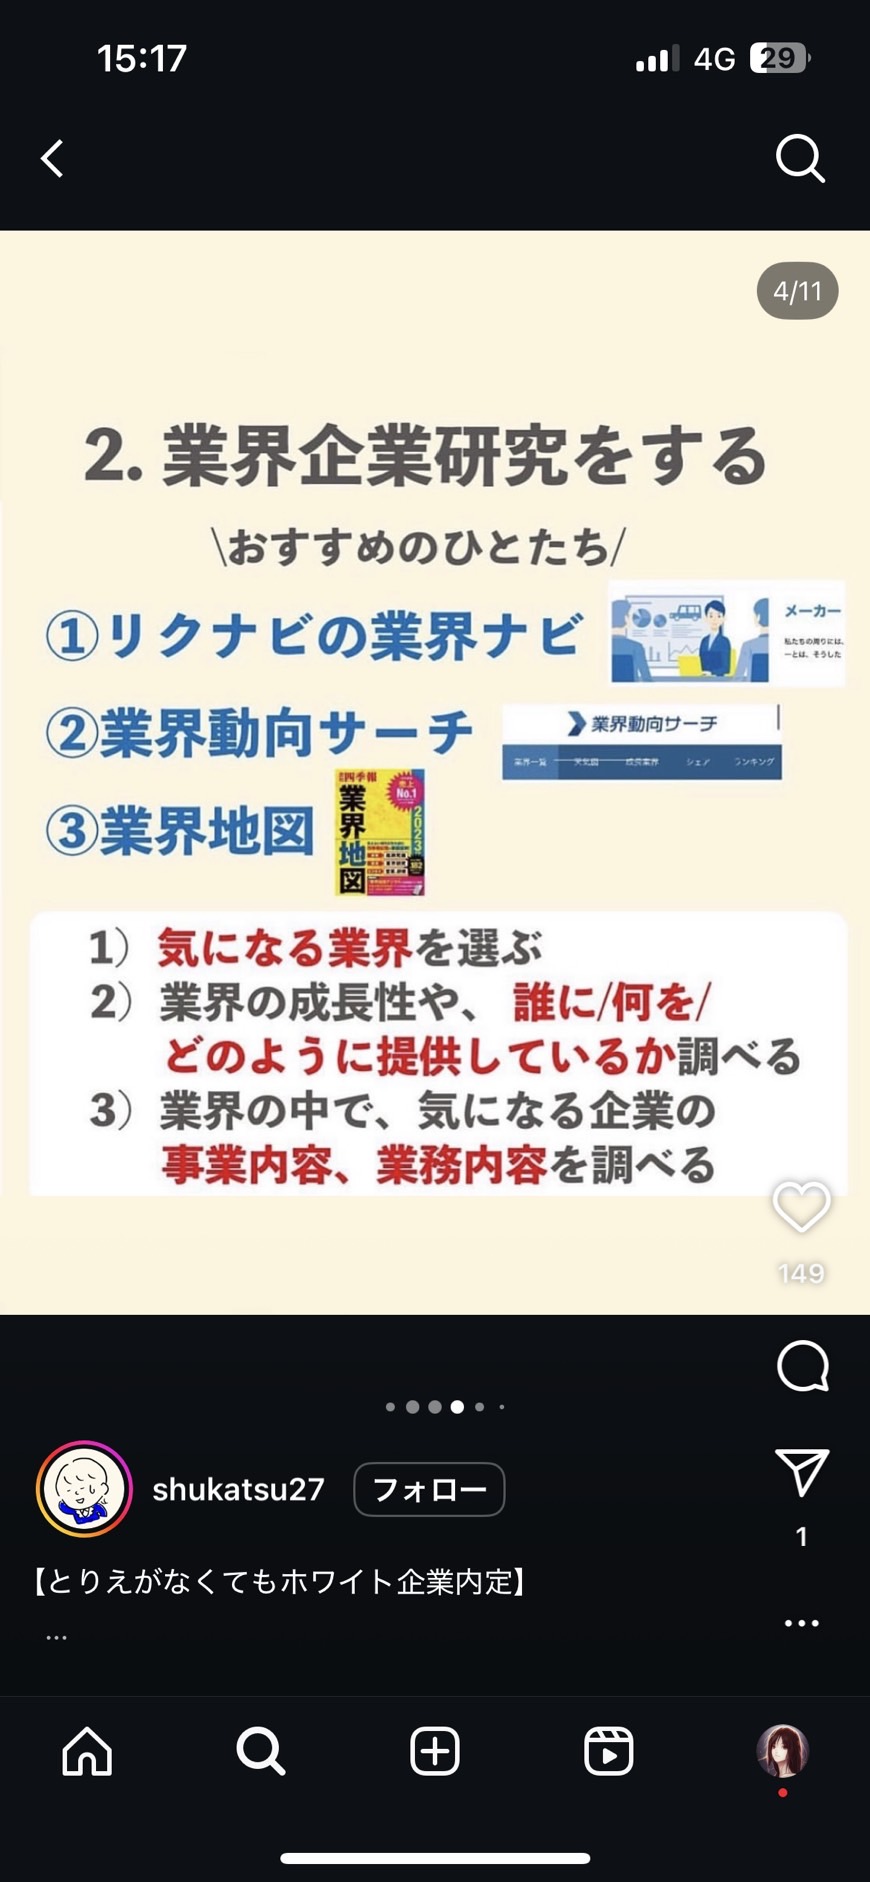 15:17
4G 29
4/11
2. 業界企業研究をする
\おすすめのひとたち/
①リクナビの業界ナビ
メーカー
私たちの周りには、
ーとは、そうした
②業界動向サーチ
業界動向サーチ
業界一覧 天気図 成長業界 シェア ランキング
③業界地図
四季報
業界地図
No.1
2023
1）気になる業界を選ぶ
2）業界の成長性や、誰に/何を/
どのように提供しているか調べる
3）業界の中で、気になる企業の
事業内容、業務内容を調べる
149
shukatsu27 フォロー
1
【とりえがなくてもホワイト企業内定】
...